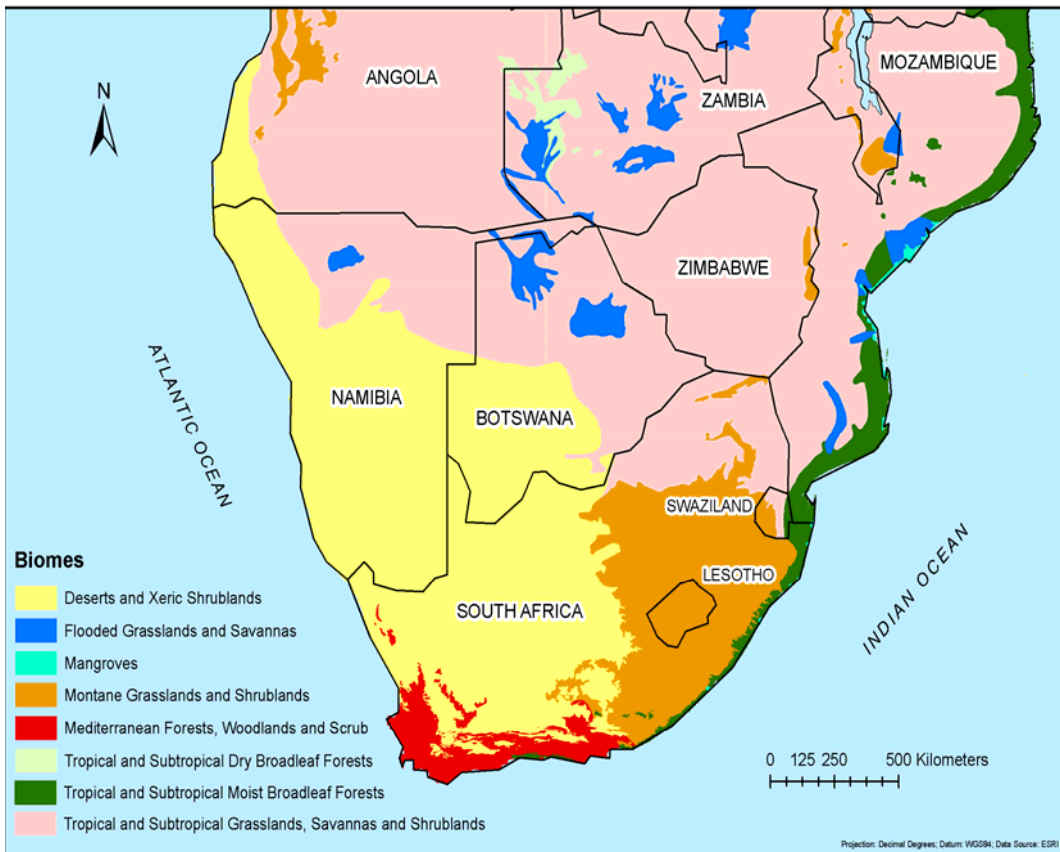 ANGOLA
MOZAMBIQUE
N
ZAMBIA
ZIMBABWE
ATLANTIC OCEAN
NAMIBIA
BOTSWANA
SWAZILAND
LESOTHO
INDIAN OCEAN
SOUTH AFRICA
Biomes
Deserts and Xeric Shrublands
Flooded Grasslands and Savannas
Mangroves
Montane Grasslands and Shrublands
Mediterranean Forests, Woodlands and Scrub
Tropical and Subtropical Dry Broadleaf Forests
Tropical and Subtropical Moist Broadleaf Forests
Tropical and Subtropical Grasslands, Savannas and Shrublands
0 125 250 500 Kilometers
Projection: Decimal Degrees; Datum: WGS84; Data Source: ESRI